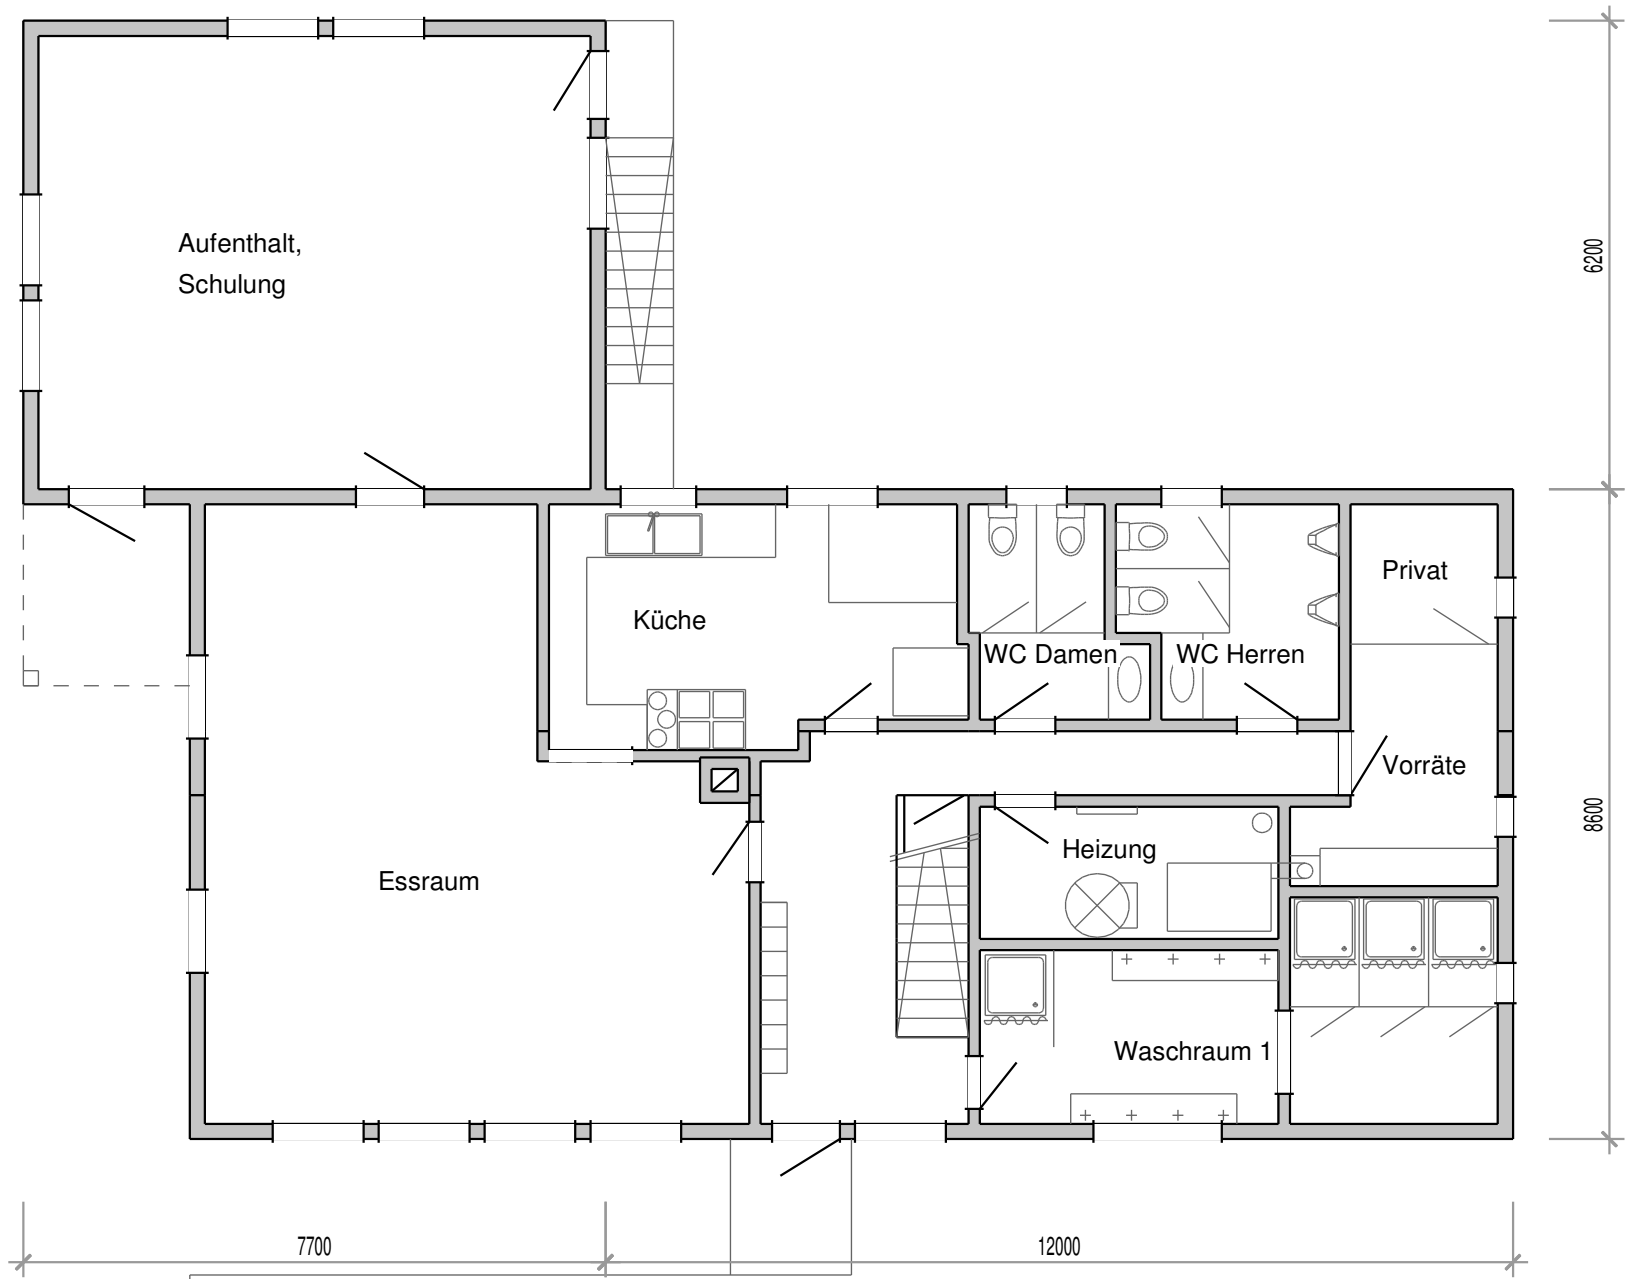 Aufenthalt,
Schulung
6200
Privat
Küche
WC Damen
WC Herren
Vorräte
8600
Heizung
Essraum
Waschraum 1
7700
12000